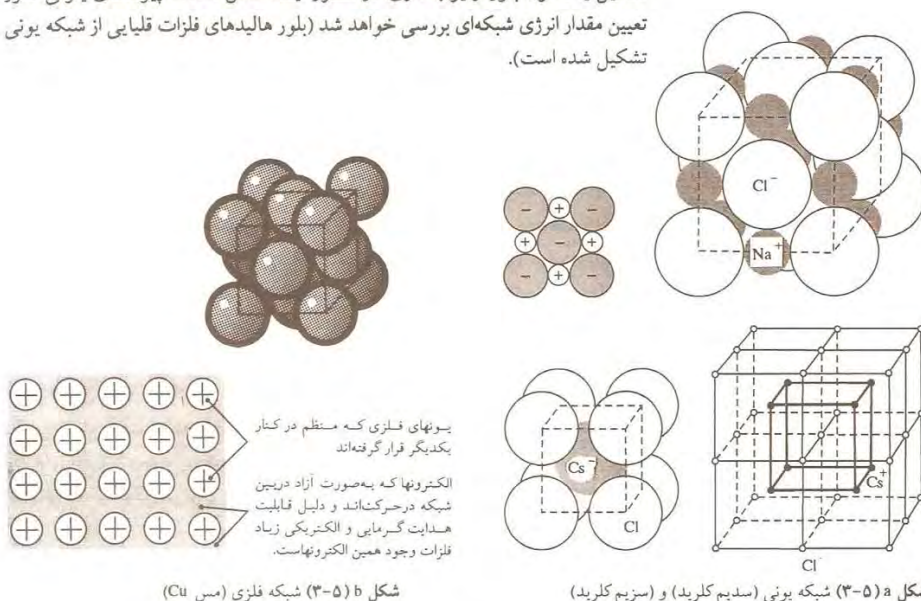 تعیین مقدار انرژی شبکه‌ای بررسی خواهد شد (بلور هالیدهای فلزات قلیایی از شبکه یونی
تشکیل شده است).
Cl⁻
Na⁺
− + −
+ − +
− + −
+ + + + +
+ + + + +
+ + + + +
+ + + + +
یونهای فلزی که منظم در کنار
یکدیگر قرار گرفته‌اند
الکترونها که به‌صورت آزاد دربین
شبکه درحرکت‌اند و دلیل قابلیت
هدایت گرمایی و الکتریکی زیاد
فلزات وجود همین الکترونهاست.
Cs⁻
Cl
Cs⁺
Cl⁻
شکل a (۳-۵) شبکه یونی (سدیم کلرید) و (سزیم کلرید)
شکل b (۳-۵) شبکه فلزی (مس Cu)